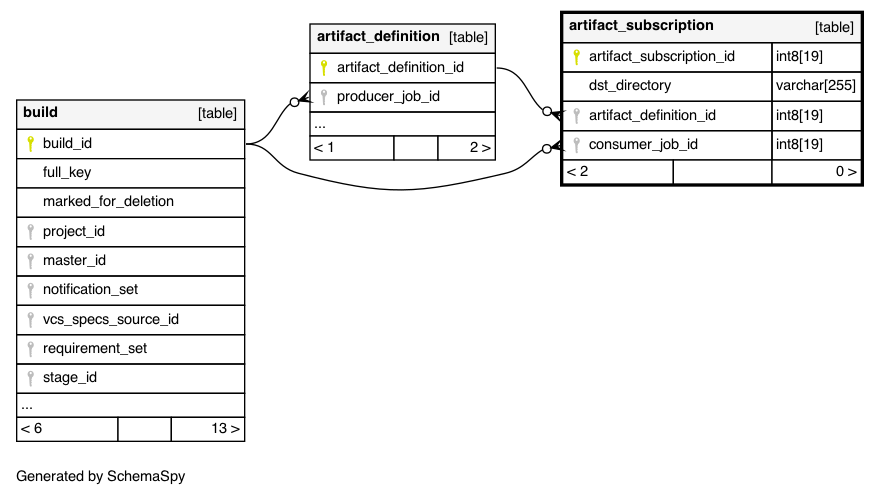 build [table]
build_id
full_key
marked_for_deletion
project_id
master_id
notification_set
vcs_specs_source_id
requirement_set
stage_id
...
< 6 13 >
artifact_definition [table]
artifact_definition_id
producer_job_id
...
< 1 2 >
artifact_subscription [table]
artifact_subscription_id int8[19]
dst_directory varchar[255]
artifact_definition_id int8[19]
consumer_job_id int8[19]
< 2 0 >
Generated by SchemaSpy